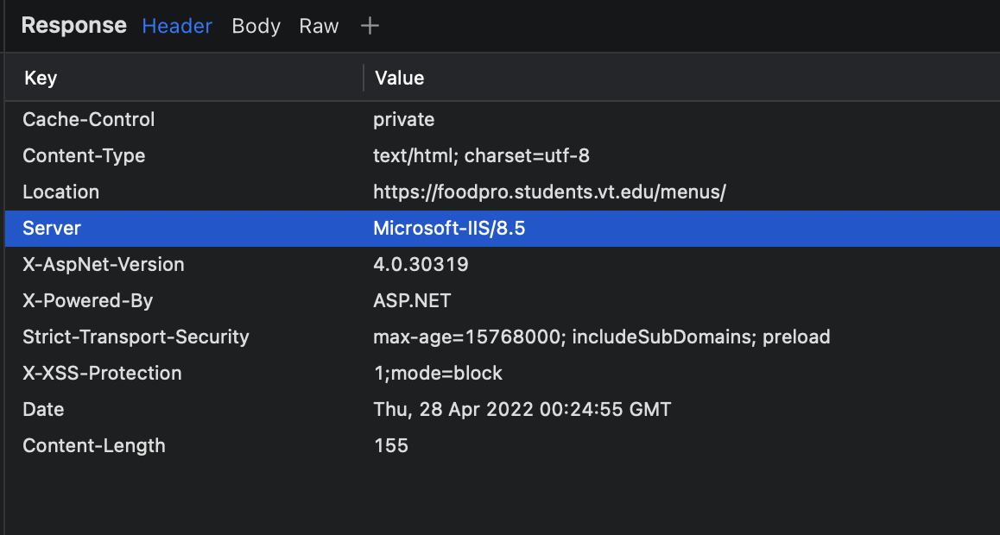 Response Header Body Raw +
Key Value
Cache-Control private
Content-Type text/html; charset=utf-8
Location https://foodpro.students.vt.edu/menus/
Server Microsoft-IIS/8.5
X-AspNet-Version 4.0.30319
X-Powered-By ASP.NET
Strict-Transport-Security max-age=15768000; includeSubDomains; preload
X-XSS-Protection 1;mode=block
Date Thu, 28 Apr 2022 00:24:55 GMT
Content-Length 155